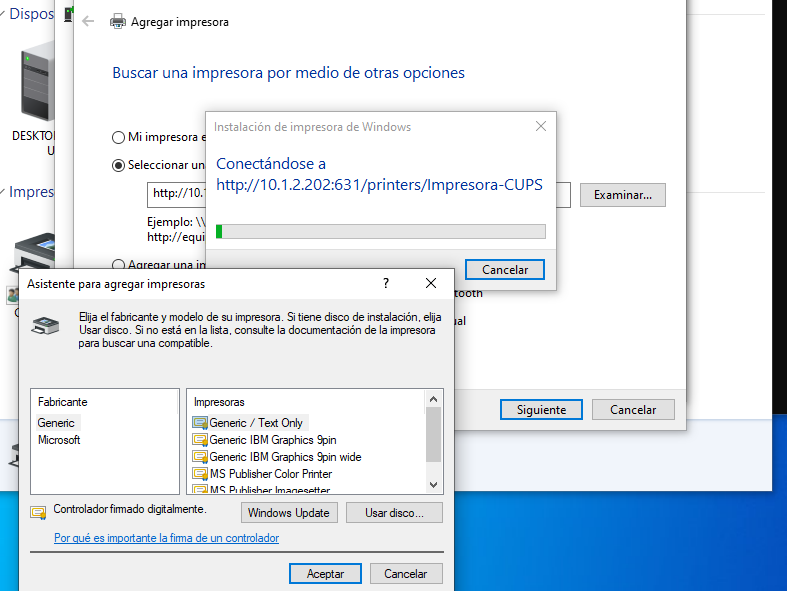 Dispos
Agregar impresora
Buscar una impresora por medio de otras opciones
DESKTO
U
Mi impresora e
Instalación de impresora de Windows
Seleccionar un
Conectándose a
http://10.1.2.202:631/printers/Impresora-CUPS
Impres
http://10.1
Examinar...
Ejemplo: \\
http://equi
Agregar una im
Cancelar
tooth
ual
Asistente para agregar impresoras
Elija el fabricante y modelo de su impresora. Si tiene disco de instalación, elija
Usar disco. Si no está en la lista, consulte la documentación de la impresora
para buscar una compatible.
Siguiente
Cancelar
Fabricante
Generic
Microsoft
Impresoras
Generic / Text Only
Generic IBM Graphics 9pin
Generic IBM Graphics 9pin wide
MS Publisher Color Printer
MS Publisher Imagesetter
Controlador firmado digitalmente.
Windows Update
Usar disco...
Por qué es importante la firma de un controlador
Aceptar
Cancelar